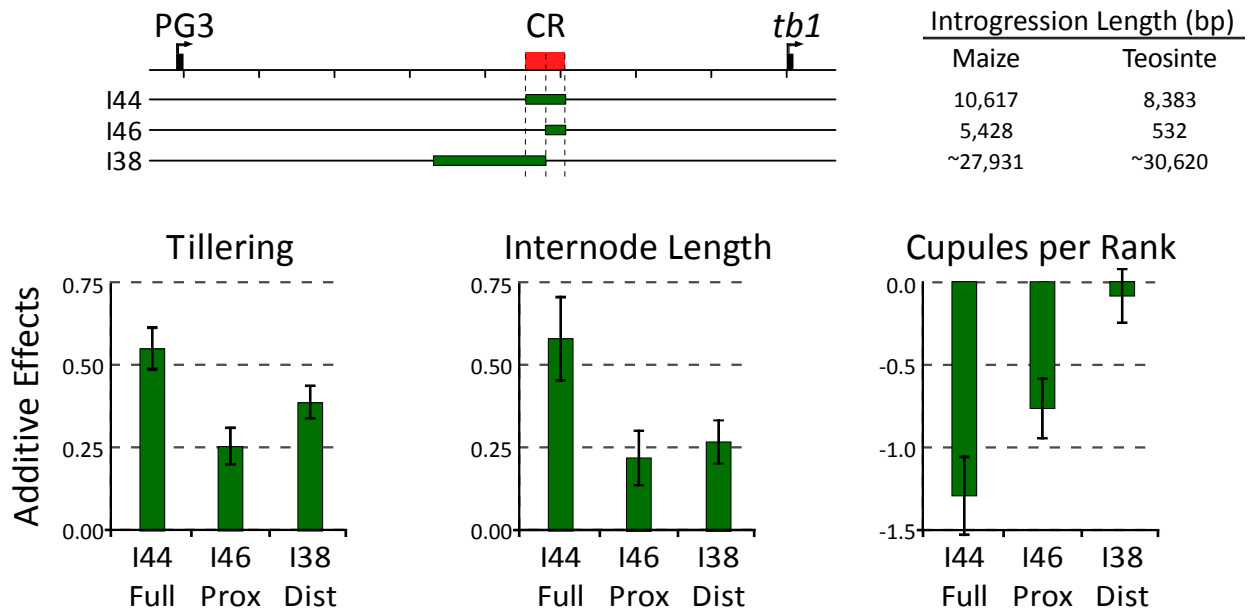 PG3 CR tb1
Introgression Length (bp)
Maize Teosinte
I44 10,617 8,383
I46 5,428 532
I38 ~27,931 ~30,620
Tillering Internode Length Cupules per Rank
Additive Effects
0.75
0.50
0.25
0.00
I44 I46 I38
Full Prox Dist
0.75
0.50
0.25
0.00
I44 I46 I38
Full Prox Dist
0.0
-0.5
-1.0
-1.5
I44 I46 I38
Full Prox Dist